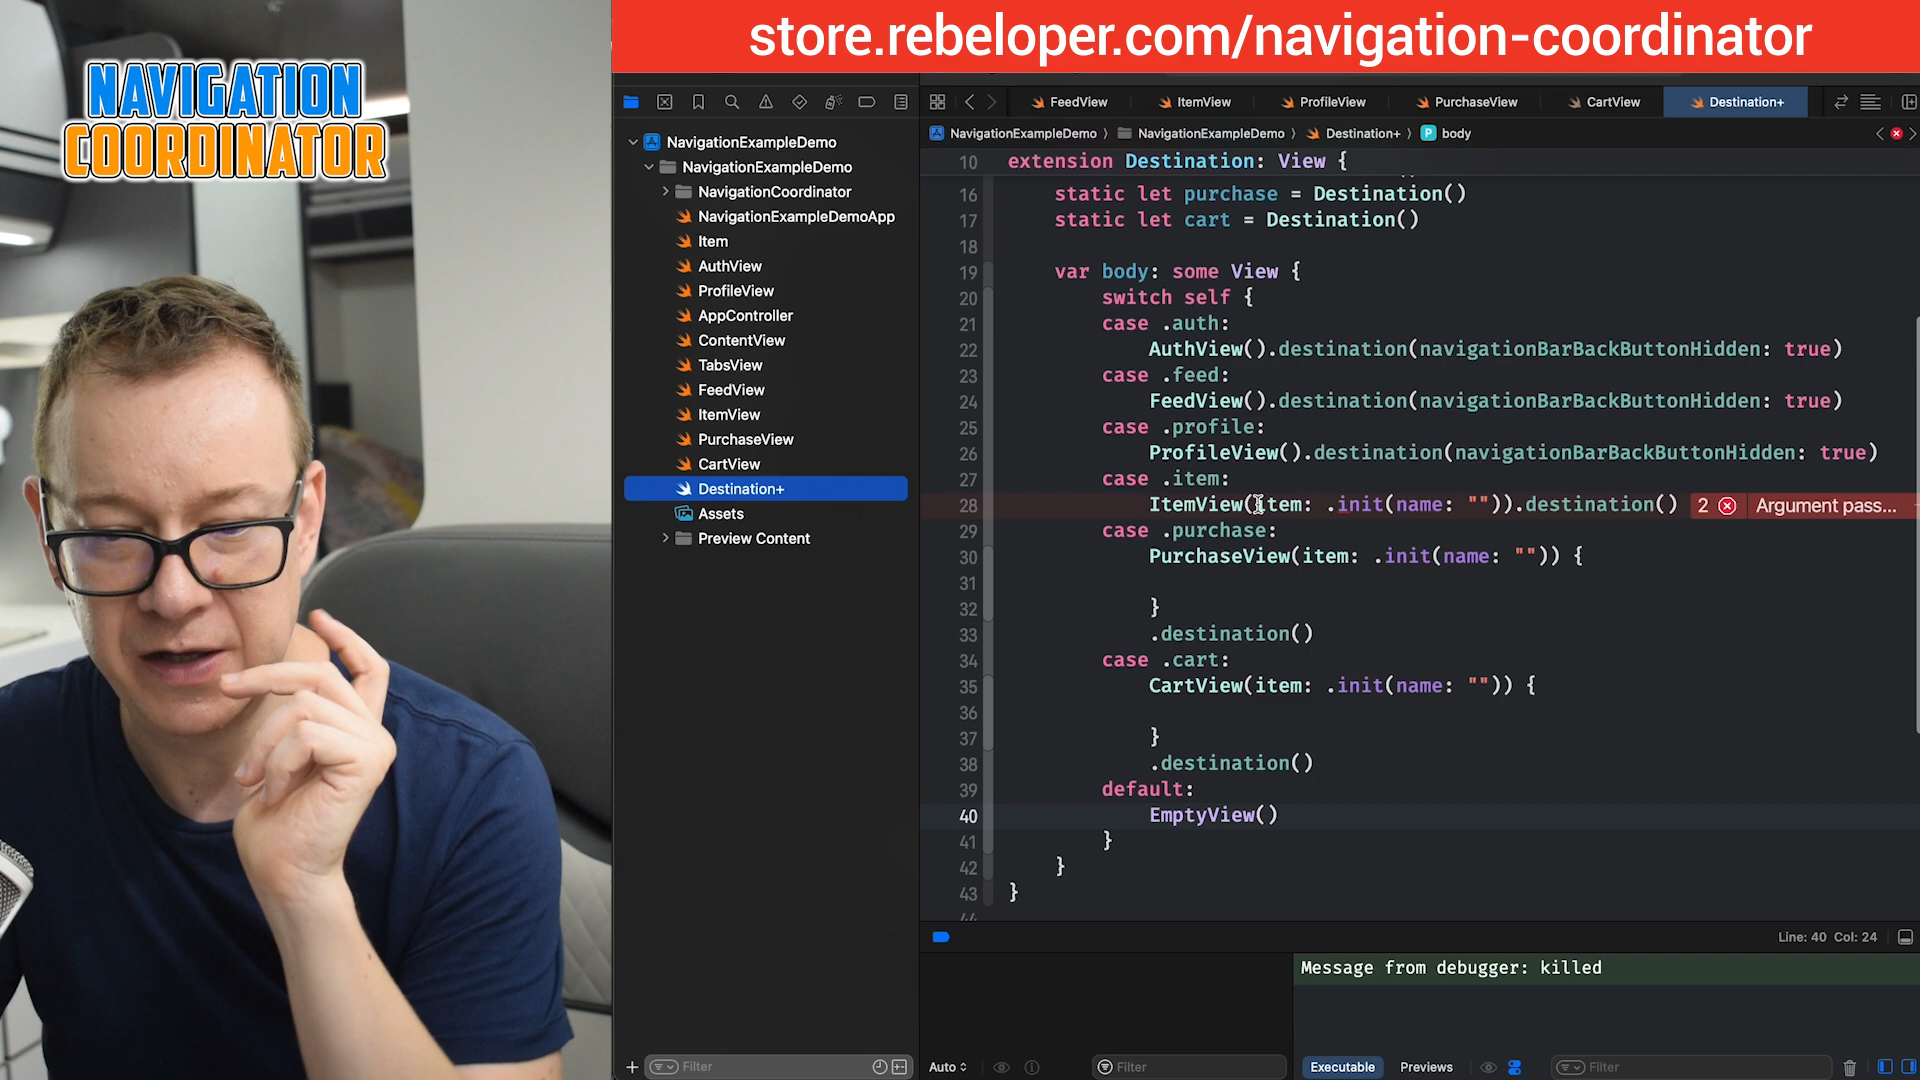 NAVIGATION
COORDINATOR
store.rebeloper.com/navigation-coordinator
FeedView
ItemView
ProfileView
PurchaseView
CartView
Destination+
NavigationExampleDemo
NavigationExampleDemo
Destination+
body
NavigationExampleDemo
NavigationExampleDemo
NavigationCoordinator
NavigationExampleDemoApp
Item
AuthView
ProfileView
AppController
ContentView
TabsView
FeedView
ItemView
PurchaseView
CartView
Destination+
Assets
Preview Content
Filter
10 extension Destination: View {
16 static let purchase = Destination()
17 static let cart = Destination()
18
19 var body: some View {
20 switch self {
21 case .auth:
22 AuthView().destination(navigationBarBackButtonHidden: true)
23 case .feed:
24 FeedView().destination(navigationBarBackButtonHidden: true)
25 case .profile:
26 ProfileView().destination(navigationBarBackButtonHidden: true)
27 case .item:
28 ItemView(item: .init(name: "")).destination() 2 Argument pass...
29 case .purchase:
30 PurchaseView(item: .init(name: "")) {
31
32 }
33 .destination()
34 case .cart:
35 CartView(item: .init(name: "")) {
36
37 }
38 .destination()
39 default:
40 EmptyView()
41 }
42 }
43 }
44
Line: 40 Col: 24
Message from debugger: killed
Auto
Filter
Executable
Previews
Filter